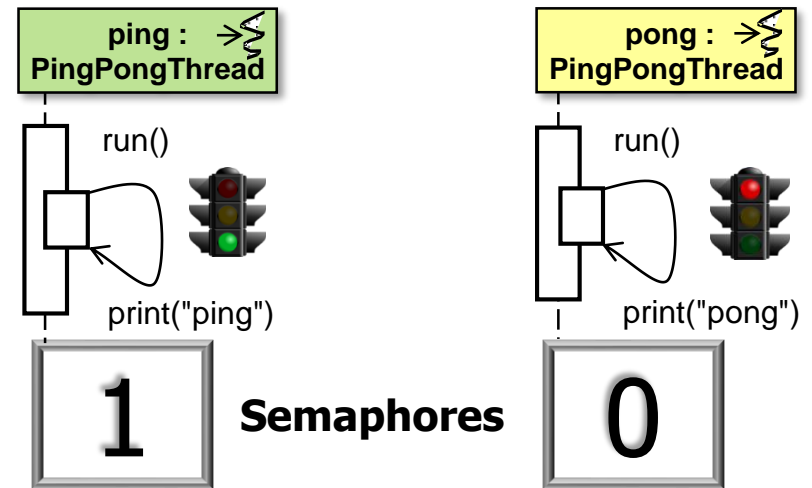 ping :
PingPongThread
pong :
PingPongThread
run()
run()
print("ping")
print("pong")
1
Semaphores
0